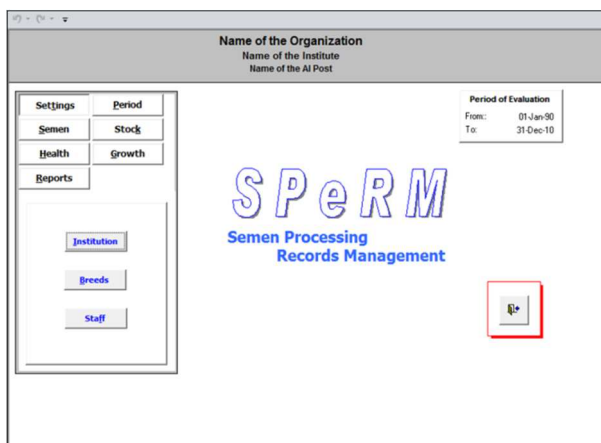 Name of the Organization
Name of the Institute
Name of the AI Post
Settings Period
Semen Stock
Health Growth
Reports
Institution
Breeds
Staff
Period of Evaluation
From: 01-Jan-90
To: 31-Dec-10
SPeRM
Semen Processing
Records Management